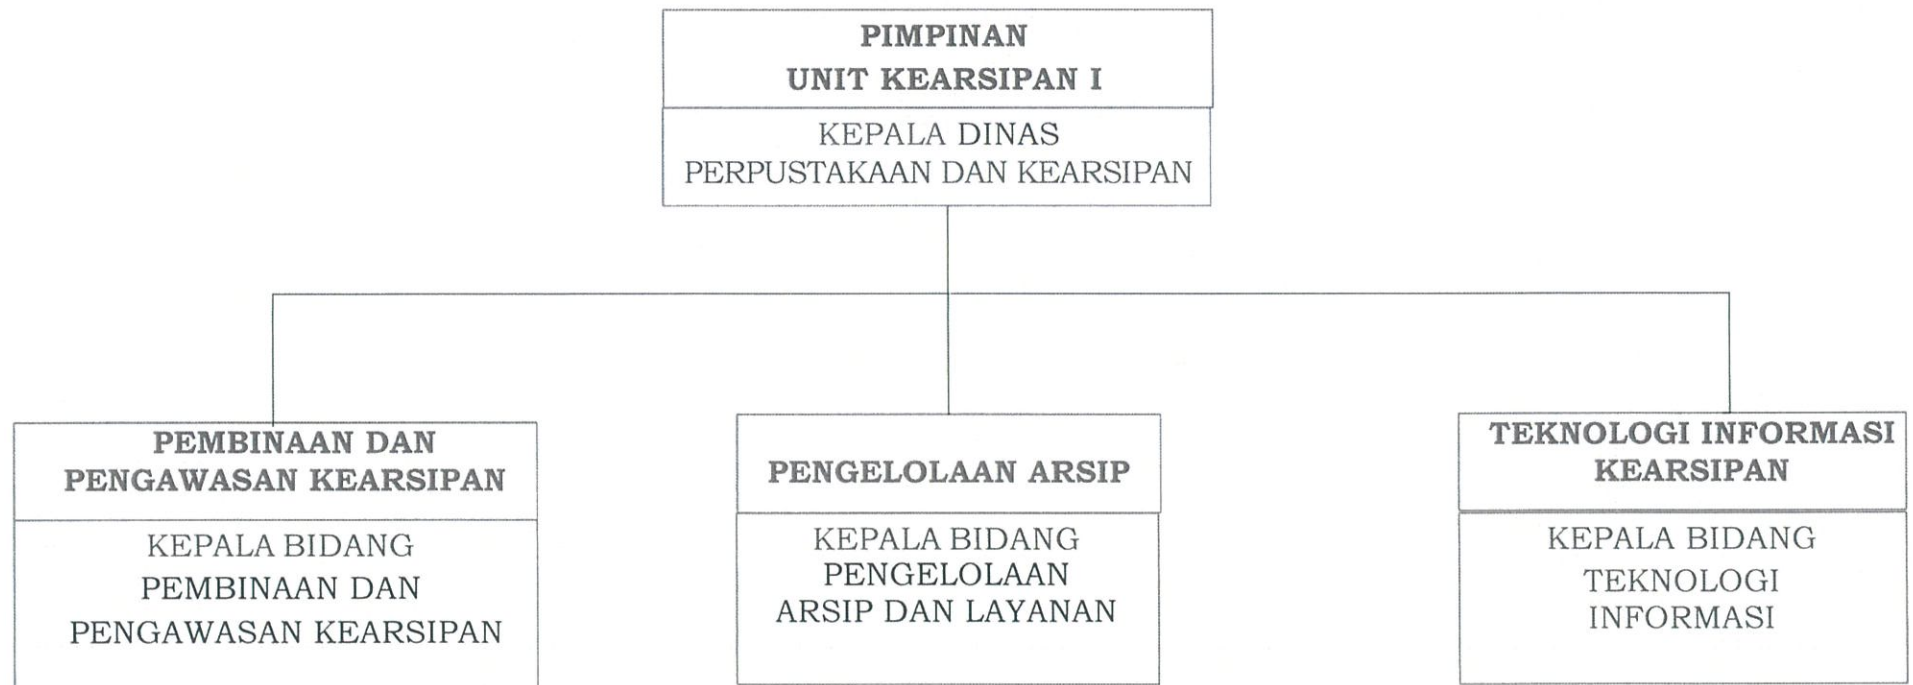 PIMPINAN
UNIT KEARSIPAN I
KEPALA DINAS
PERPUSTAKAAN DAN KEARSIPAN
PEMBINAAN DAN
PENGAWASAN KEARSIPAN
KEPALA BIDANG
PEMBINAAN DAN
PENGAWASAN KEARSIPAN
PENGELOLAAN ARSIP
KEPALA BIDANG
PENGELOLAAN
ARSIP DAN LAYANAN
TEKNOLOGI INFORMASI
KEARSIPAN
KEPALA BIDANG
TEKNOLOGI
INFORMASI